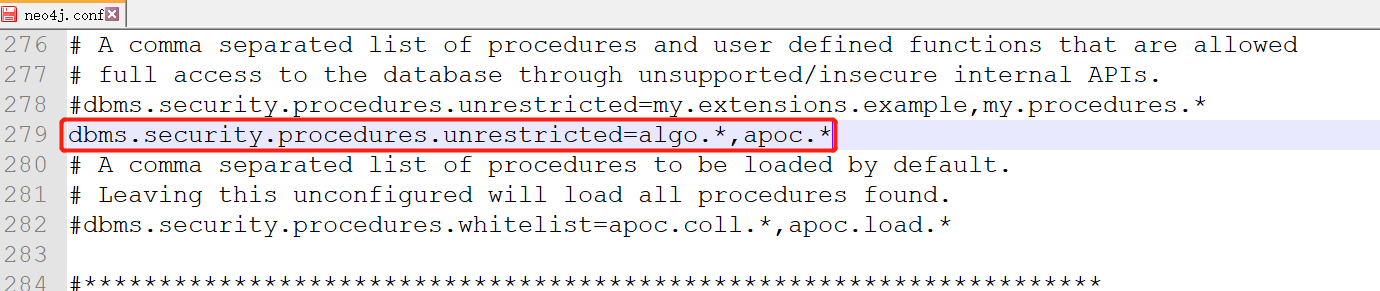 neo4j.conf
276 # A comma separated list of procedures and user defined functions that are allowed
277 # full access to the database through unsupported/insecure internal APIs.
278 #dbms.security.procedures.unrestricted=my.extensions.example,my.procedures.*
279 dbms.security.procedures.unrestricted=algo.*,apoc.*
280 # A comma separated list of procedures to be loaded by default.
281 # Leaving this unconfigured will load all procedures found.
282 #dbms.security.procedures.whitelist=apoc.coll.*,apoc.load.*
283
284 #********************************************************************